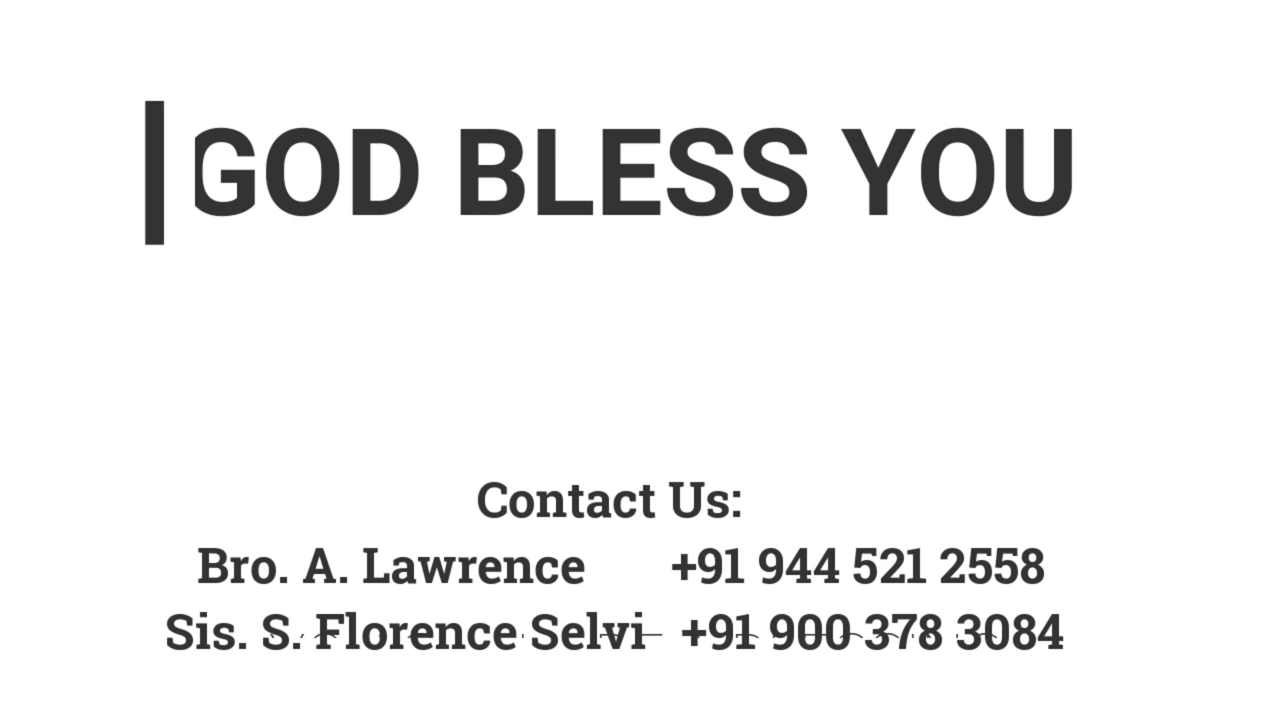 GOD BLESS YOU
Contact Us:
Bro. A. Lawrence +91 944 521 2558
Sis. S. Florence Selvi +91 900 378 3084